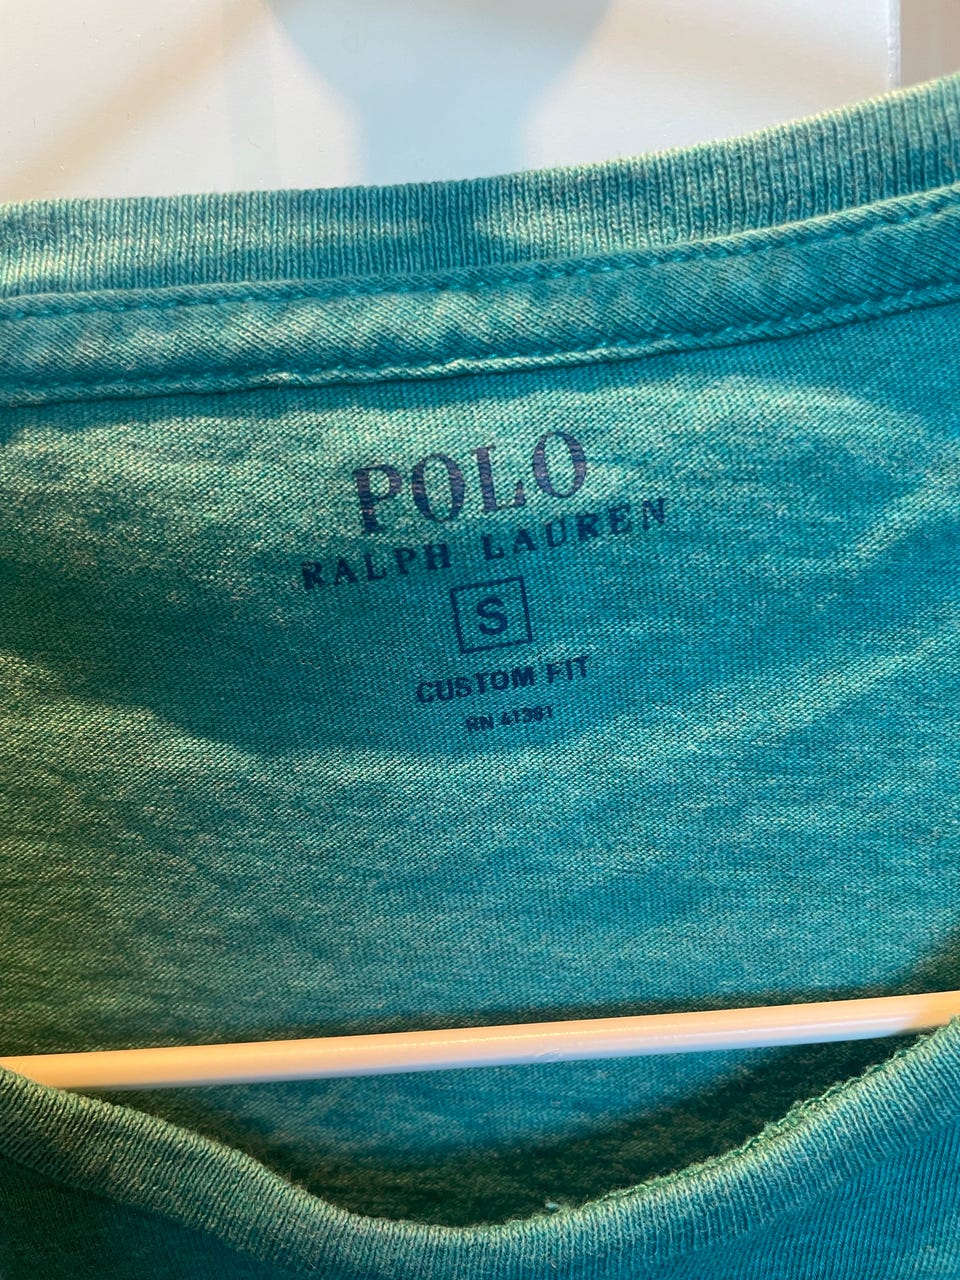 POLO
RALPH LAUREN
S
CUSTOM FIT
RN 41381